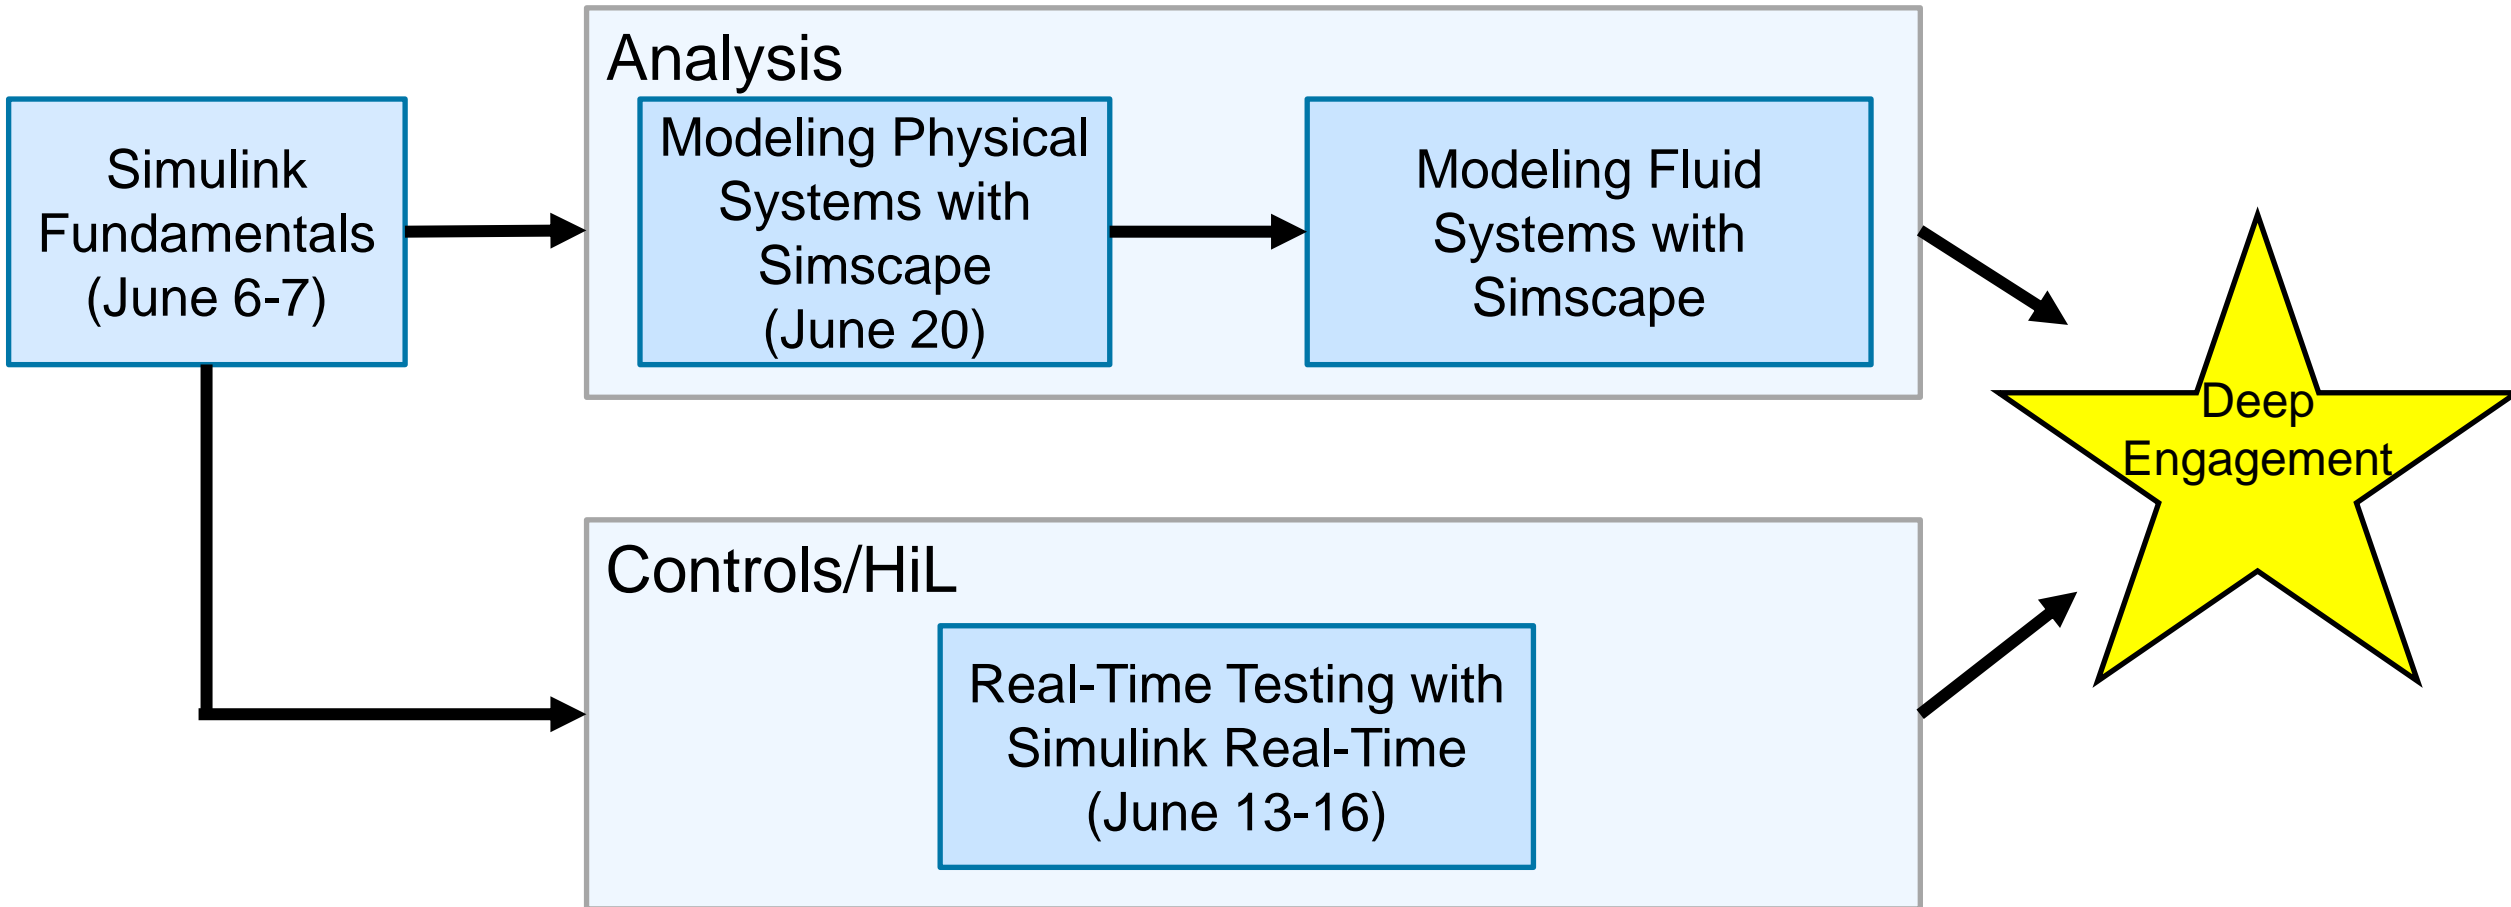 Analysis
Simulink
Fundamentals
(June 6-7)
Modeling Physical
Systems with
Simscape
(June 20)
Modeling Fluid
Systems with
Simscape
Deep
Engagement
Controls/HiL
Real-Time Testing with
Simulink Real-Time
(June 13-16)